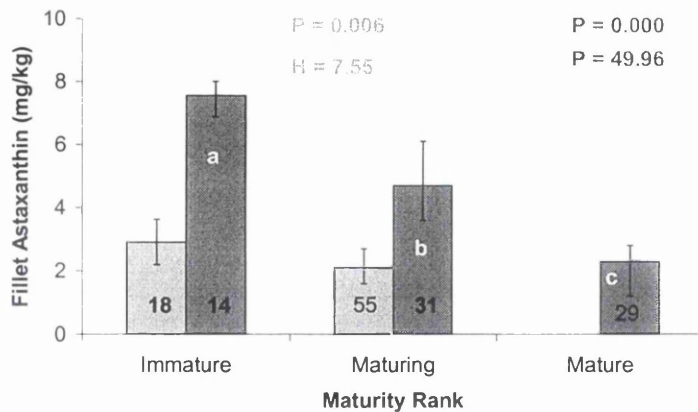 10
P = 0.006
P = 0.000
H = 7.55
P = 49.96
8
6
4
2
0
Fillet Astaxanthin (mg/kg)
a
b
c
18
14
55
31
29
Immature
Maturing
Mature
Maturity Rank